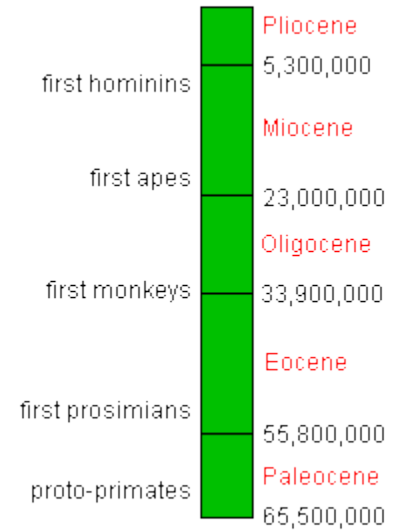 Pliocene
5,300,000
first hominins
Miocene
first apes
23,000,000
Oligocene
first monkeys
33,900,000
Eocene
first prosimians
55,800,000
Paleocene
proto-primates
65,500,000